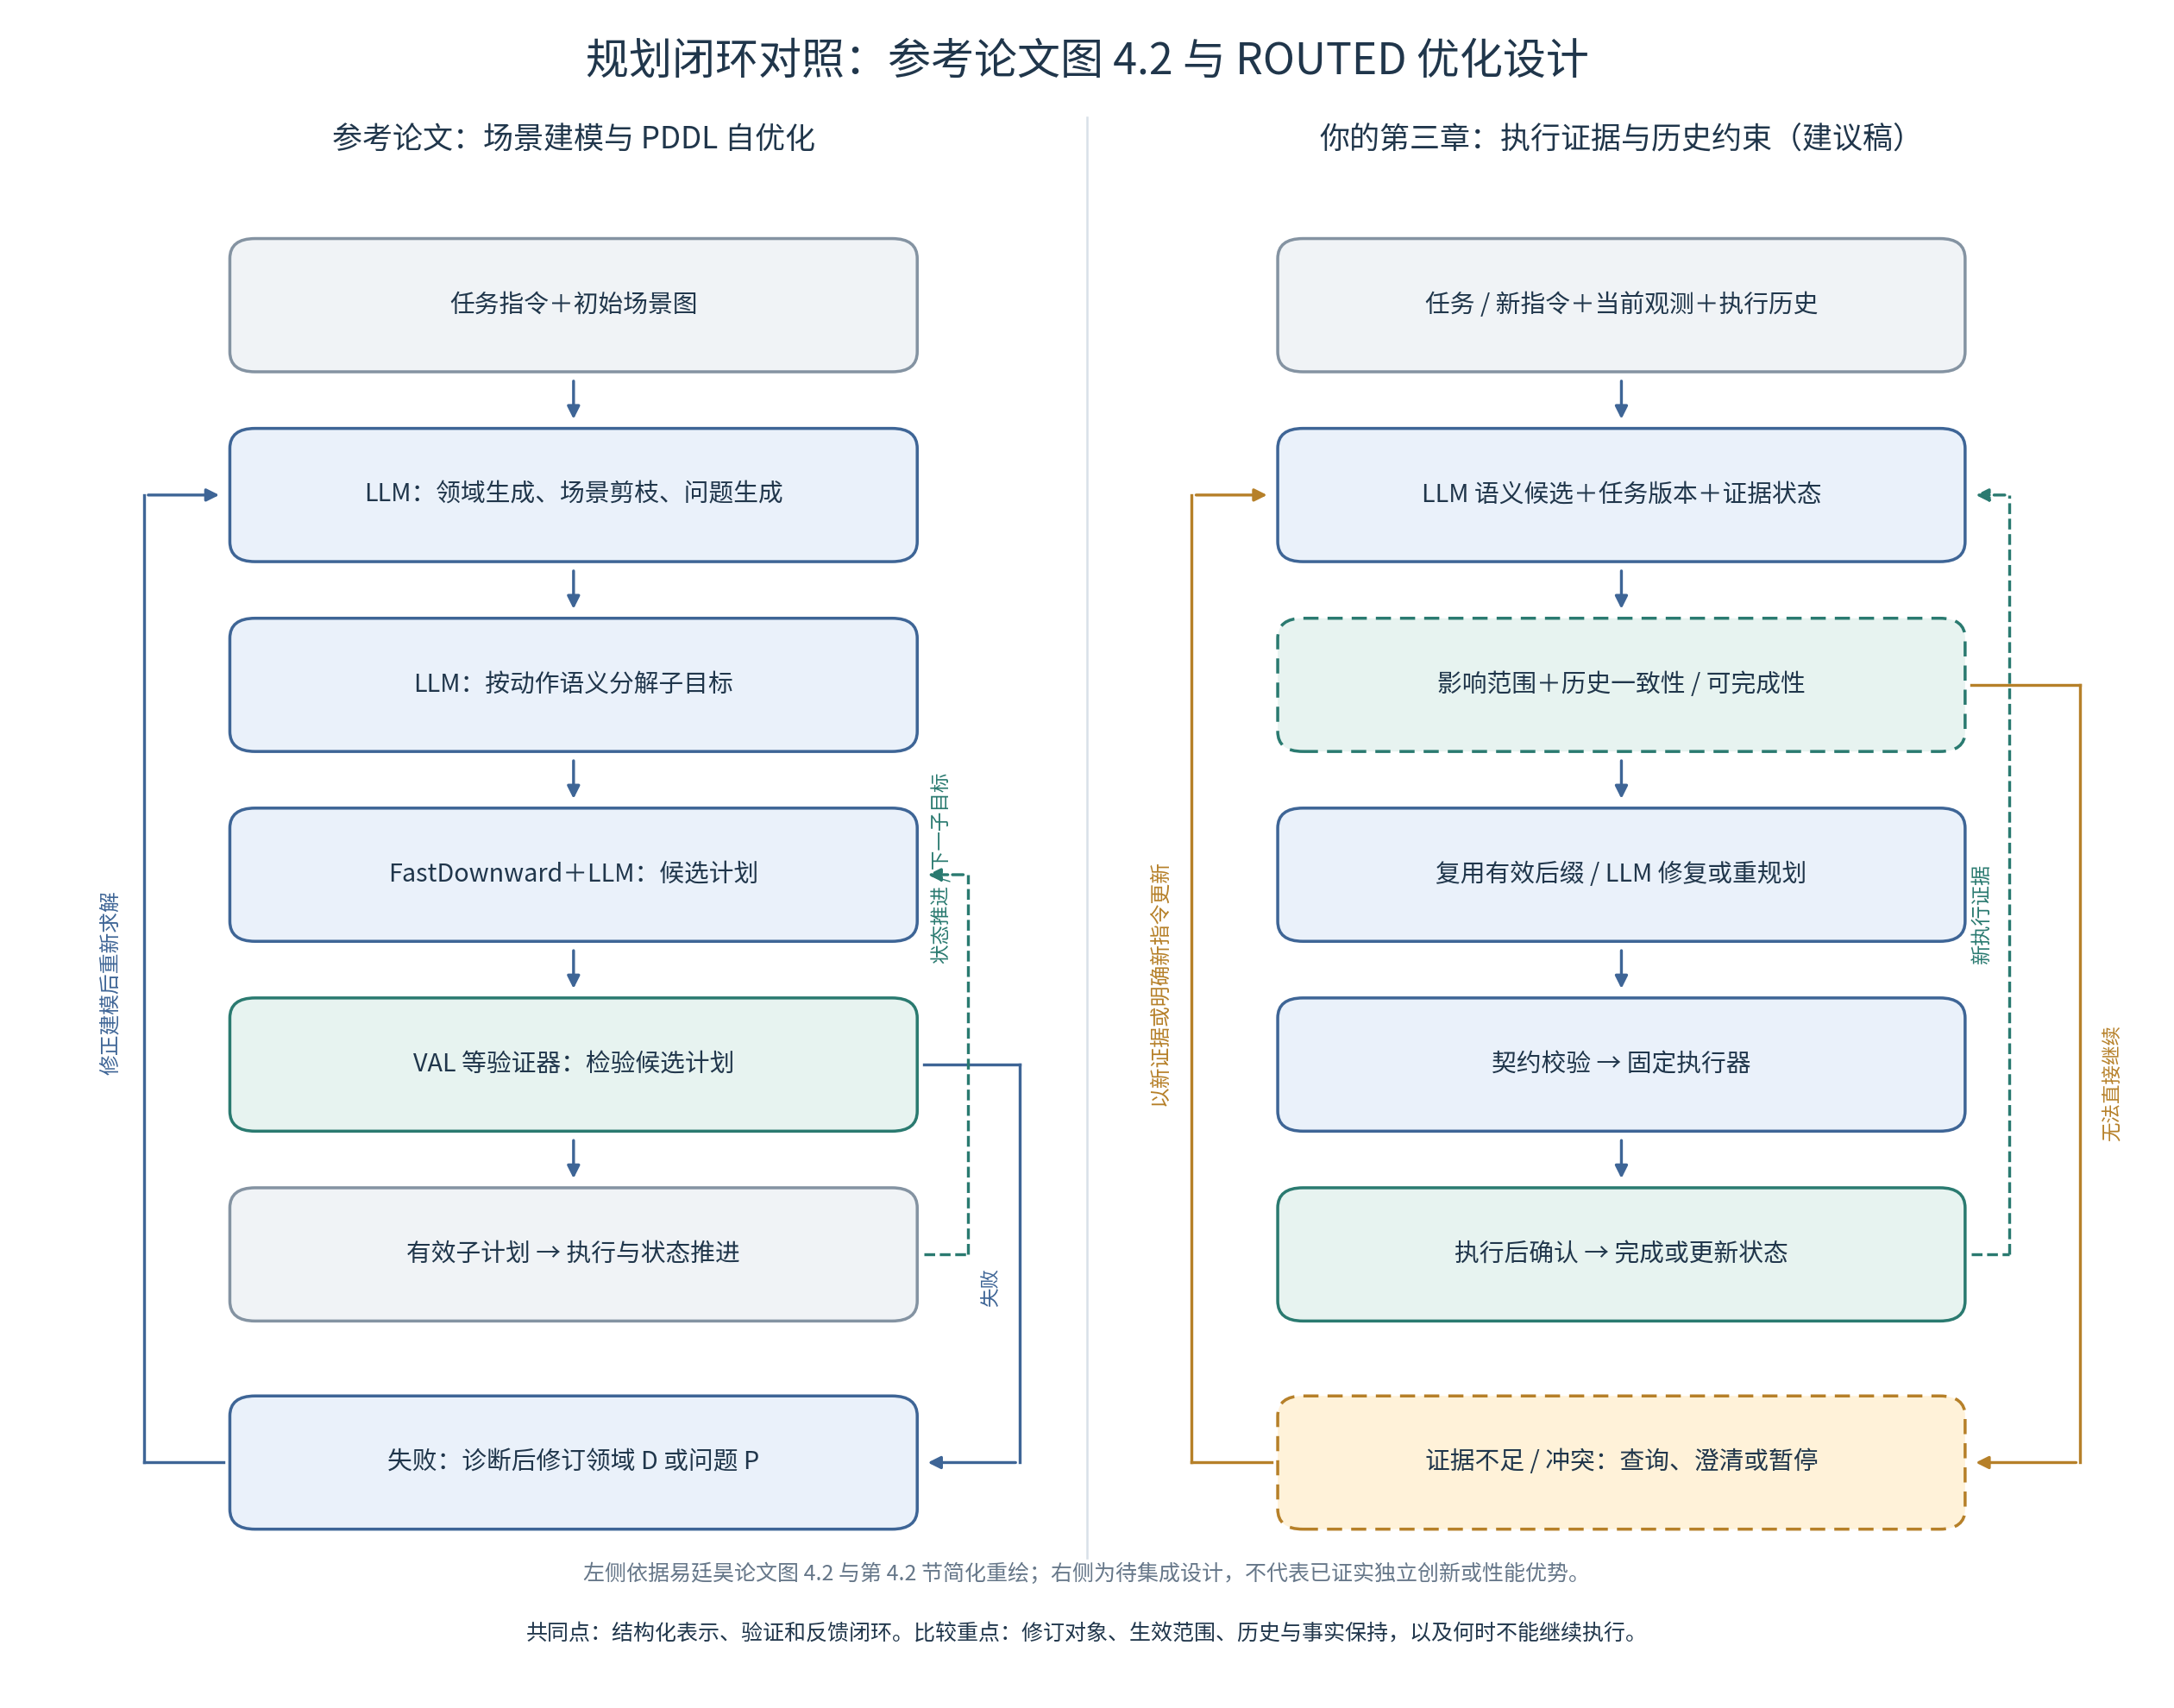 规划闭环对照：参考论文图 4.2 与 ROUTED 优化设计
参考论文：场景建模与 PDDL 自优化
任务指令＋初始场景图
LLM：领域生成、场景剪枝、问题生成
LLM：按动作语义分解子目标
FastDownward＋LLM：候选计划
VAL 等验证器：检验候选计划
有效子计划 → 执行与状态推进
失败：诊断后修订领域 D 或问题 P
修正建模后重新求解
状态推进 / 下一子目标
失败
你的第三章：执行证据与历史约束（建议稿）
任务 / 新指令＋当前观测＋执行历史
LLM 语义候选＋任务版本＋证据状态
影响范围＋历史一致性 / 可完成性
复用有效后缀 / LLM 修复或重规划
契约校验 → 固定执行器
执行后确认 → 完成或更新状态
证据不足 / 冲突：查询、澄清或暂停
以新证据或明确新指令更新
新执行证据
无法直接继续
左侧依据易廷昊论文图 4.2 与第 4.2 节简化重绘；右侧为待集成设计，不代表已证实独立创新或性能优势。
共同点：结构化表示、验证和反馈闭环。比较重点：修订对象、生效范围、历史与事实保持，以及何时不能继续执行。